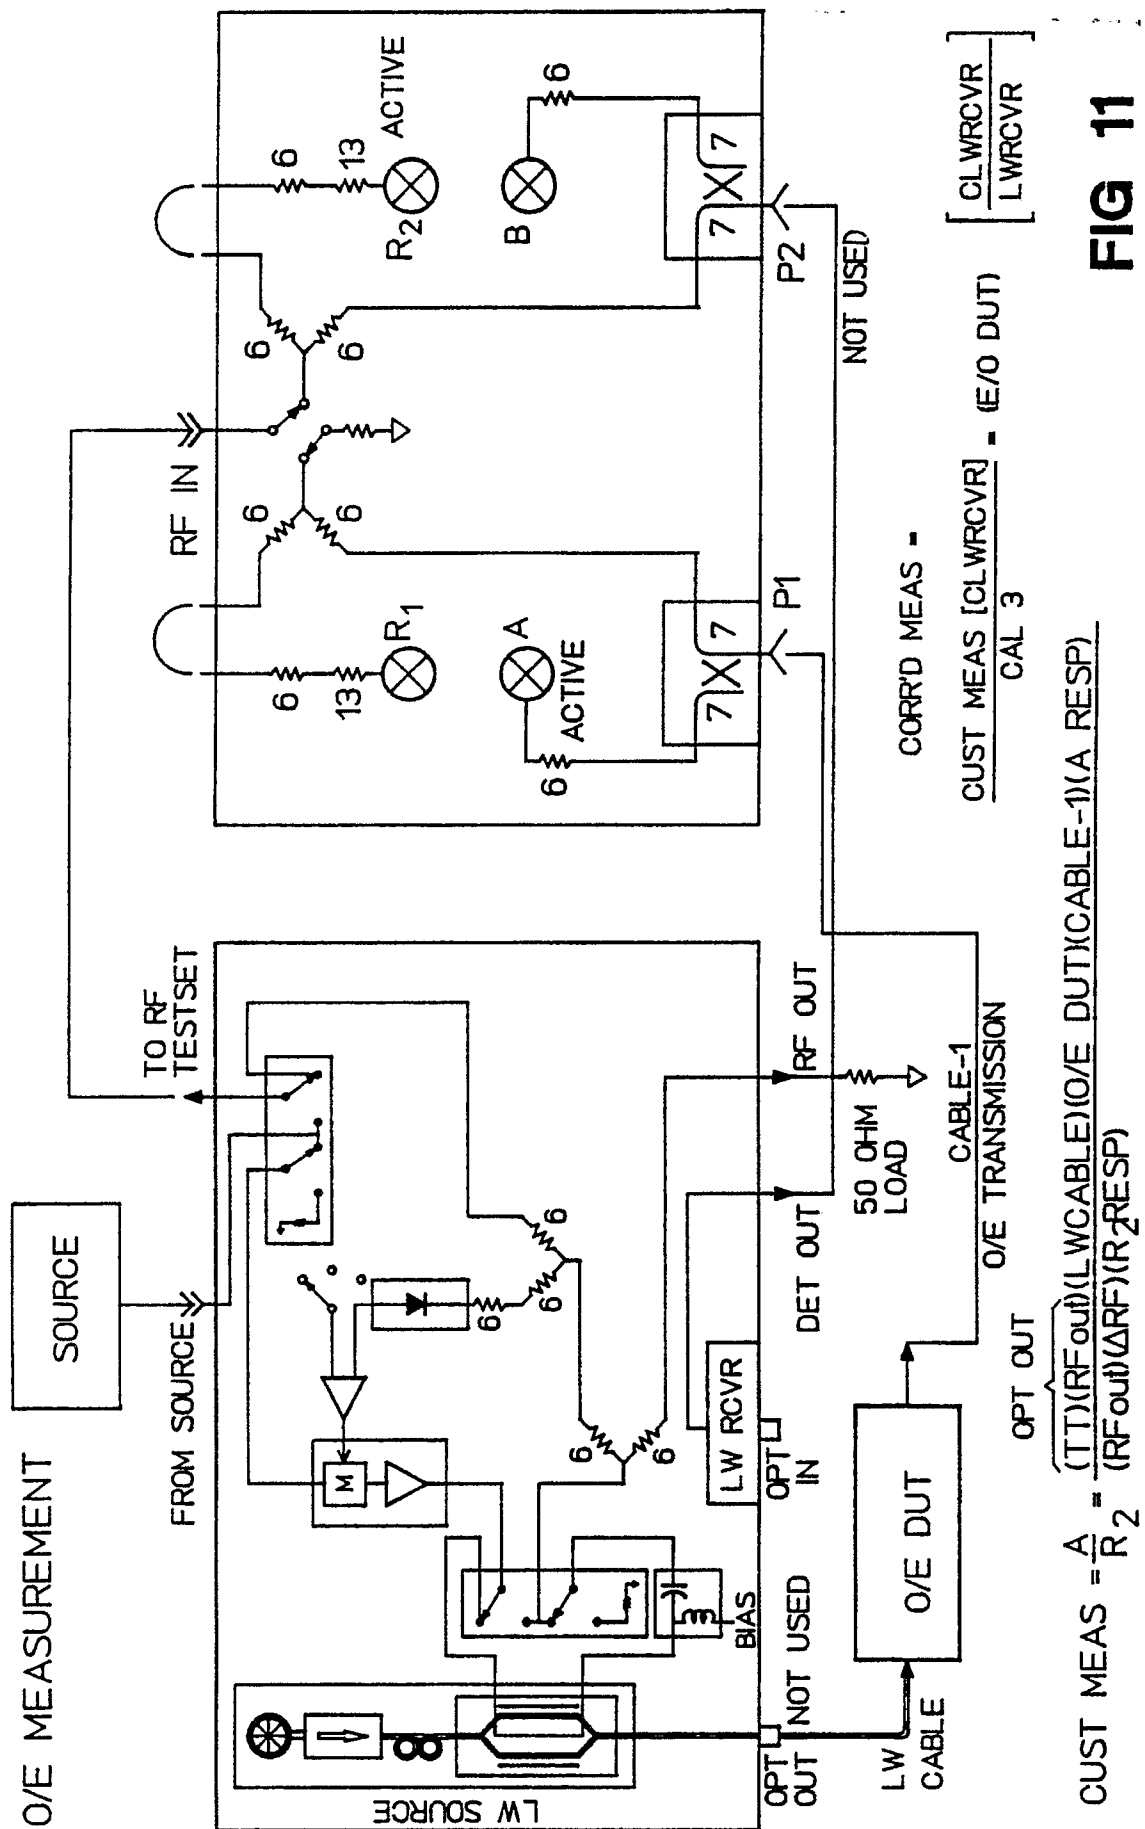 O/E MEASUREMENT
SOURCE
FROM SOURCE
TO RF
TESTSET
RF IN
6
6
6
6
6
13
R1
A
ACTIVE
6
7
7
P1
6
13
R2
ACTIVE
B
6
7
7
P2
NOT USED
M
6
6
6
6
6
LW SOURCE
BIAS
LW RCVR
OPT
OUT
NOT USED
OPT
IN
DET OUT
RF OUT
50 OHM
LOAD
LW
CABLE
O/E DUT
CABLE-1
O/E TRANSMISSION
CORR'D MEAS =
CUST MEAS [CLWRCVR] = (E/O DUT) [CLWRCVR
CAL 3
LWRCVR]
OPT OUT
CUST MEAS = A/R2 = (TT)(RFout)(LWCABLE)(O/E DUT)(CABLE-1)(A RESP)
(RFout)(ΔRF)(R2RESP)
FIG 11